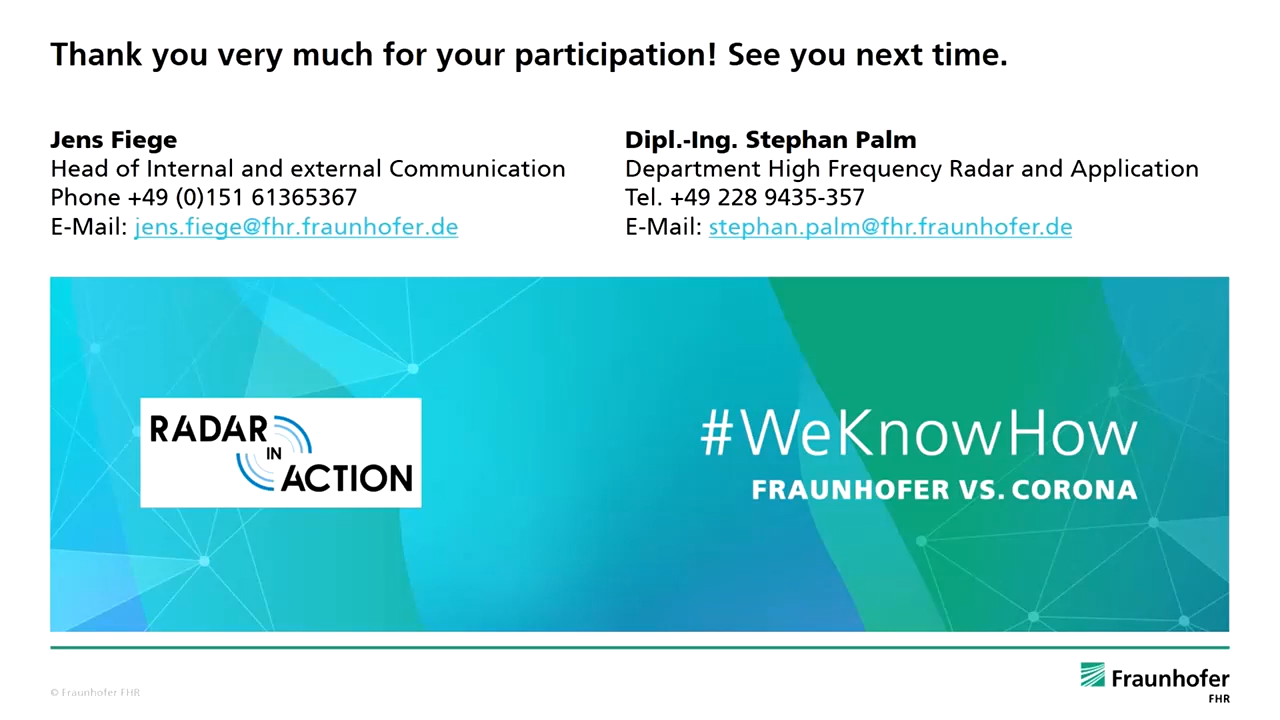 Thank you very much for your participation! See you next time.
Jens Fiege
Head of Internal and external Communication
Phone +49 (0)151 61365367
E-Mail: jens.fiege@fhr.fraunhofer.de
Dipl.-Ing. Stephan Palm
Department High Frequency Radar and Application
Tel. +49 228 9435-357
E-Mail: stephan.palm@fhr.fraunhofer.de
RADAR
IN
ACTION
#WeKnowHow
FRAUNHOFER VS. CORONA
© Fraunhofer FHR
Fraunhofer
FHR